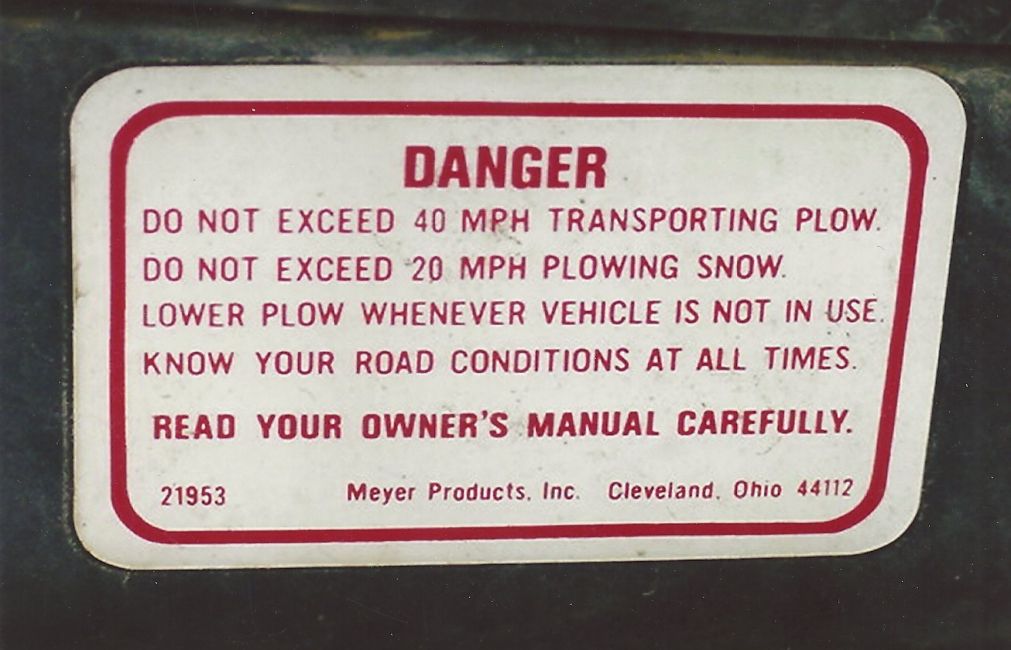 DANGER
DO NOT EXCEED 40 MPH TRANSPORTING PLOW.
DO NOT EXCEED 20 MPH PLOWING SNOW.
LOWER PLOW WHENEVER VEHICLE IS NOT IN USE.
KNOW YOUR ROAD CONDITIONS AT ALL TIMES.
READ YOUR OWNER'S MANUAL CAREFULLY.
21953 Meyer Products, Inc. Cleveland, Ohio 44112